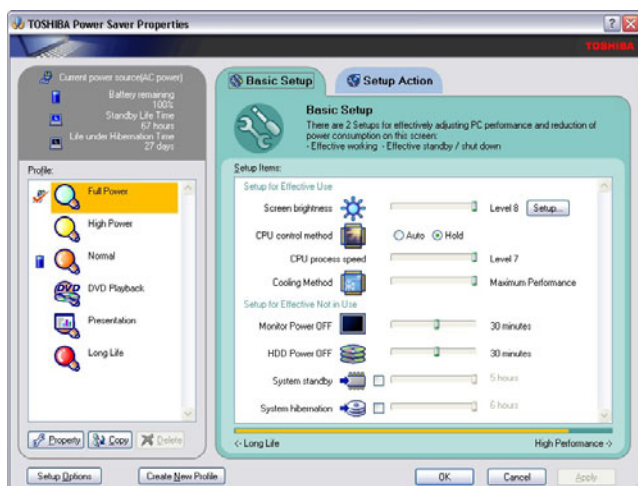 TOSHIBA Power Saver Properties
TOSHIBA
Current power source(AC power)
Battery remaining
100%
Standby Life Time
67 hours
Life under Hibernation Time
27 days
Profile:
Full Power
High Power
Normal
DVD Playback
Presentation
Long Life
Property
Copy
Delete
Basic Setup
Setup Action
Basic Setup
There are 2 Setups for effectively adjusting PC performance and reduction of
power consumption on this screen:
- Effective working - Effective standby / shut down
Setup Items:
Setup for Effective Use
Screen brightness Level 8 Setup...
CPU control method Auto Hold
CPU process speed Level 7
Cooling Method Maximum Performance
Setup for Effective Not in Use
Monitor Power OFF 30 minutes
HDD Power OFF 30 minutes
System standby 5 hours
System hibernation 6 hours
<- Long Life High Performance ->
Setup Options Create New Profile OK Cancel Apply